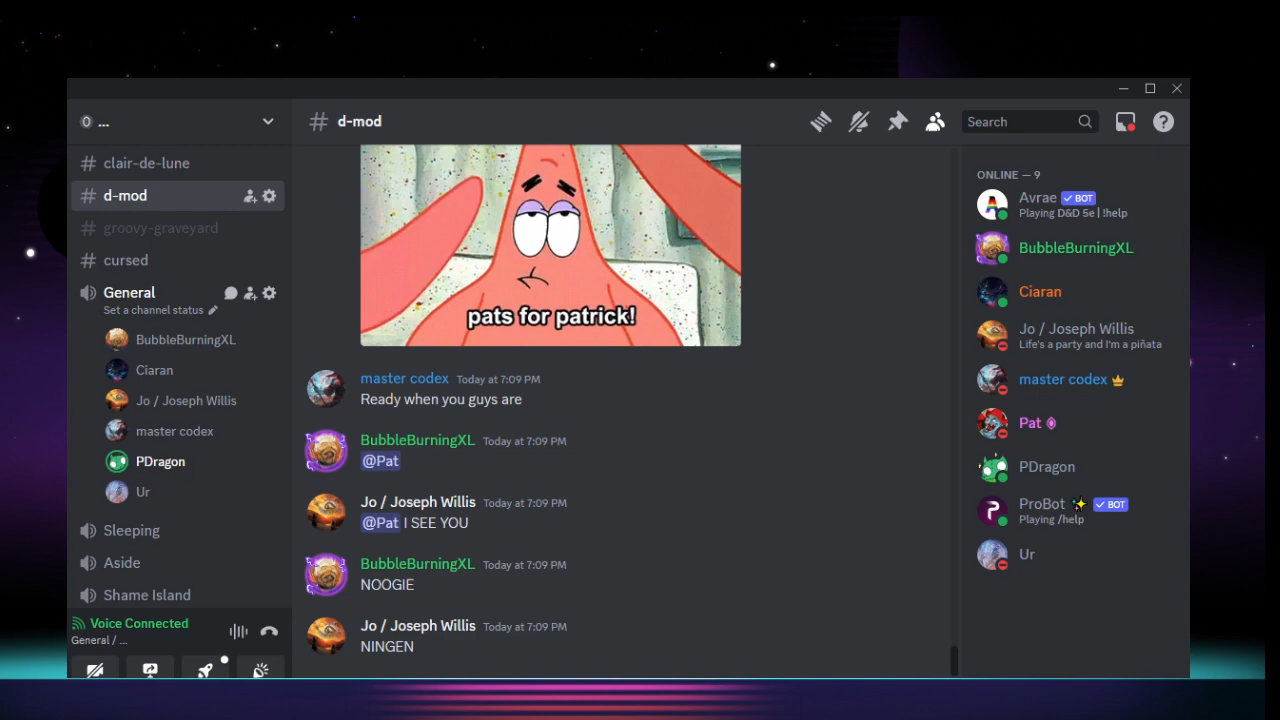 ...
clair-de-lune
d-mod
groovy-graveyard
cursed
General
Set a channel status
BubbleBurningXL
Ciaran
Jo / Joseph Willis
master codex
PDragon
Ur
Sleeping
Aside
Shame Island
Voice Connected
General / ...
d-mod
Search
pats for patrick!
master codex Today at 7:09 PM
Ready when you guys are
BubbleBurningXL Today at 7:09 PM
@Pat
Jo / Joseph Willis Today at 7:09 PM
@Pat I SEE YOU
BubbleBurningXL Today at 7:09 PM
NOOGIE
Jo / Joseph Willis Today at 7:09 PM
NINGEN
ONLINE — 9
Avrae BOT
Playing D&D 5e | !help
BubbleBurningXL
Ciaran
Jo / Joseph Willis
Life's a party and I'm a piñata
master codex
Pat
PDragon
ProBot ✨ BOT
Playing /help
Ur